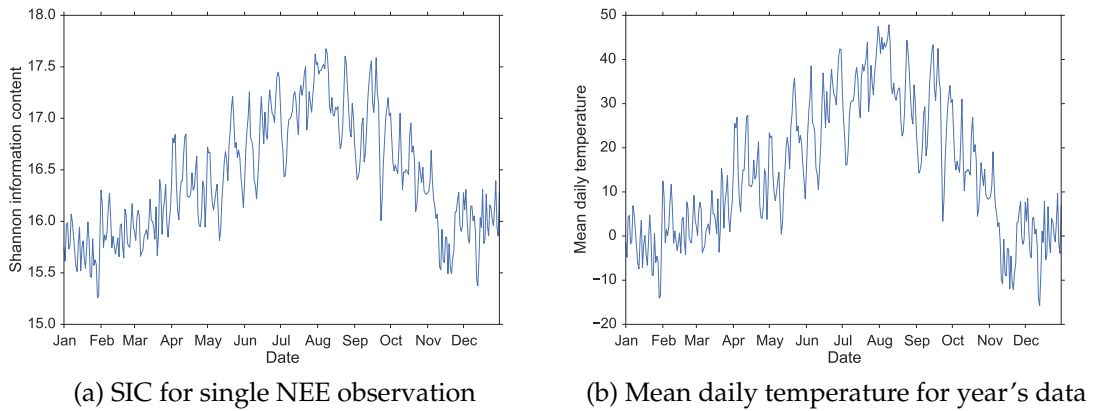 18.0
17.5
17.0
16.5
16.0
15.5
15.0
Shannon information content
Jan Feb Mar Apr May Jun Jul Aug Sep Oct Nov Dec
Date
(a) SIC for single NEE observation
50
40
30
20
10
0
−10
−20
Mean daily temperature
Jan Feb Mar Apr May Jun Jul Aug Sep Oct Nov Dec
Date
(b) Mean daily temperature for year's data